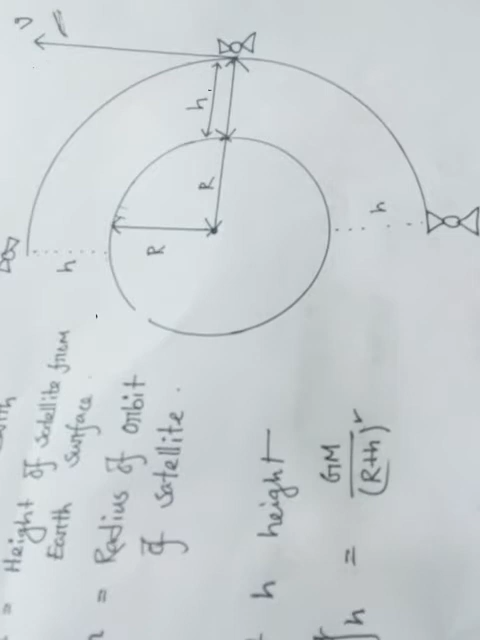 v
h
R
R
h
h
= Height of satellite from
Earth surface.
= Radius of orbit
of satellite.
h height
h = GM
(R+h)²